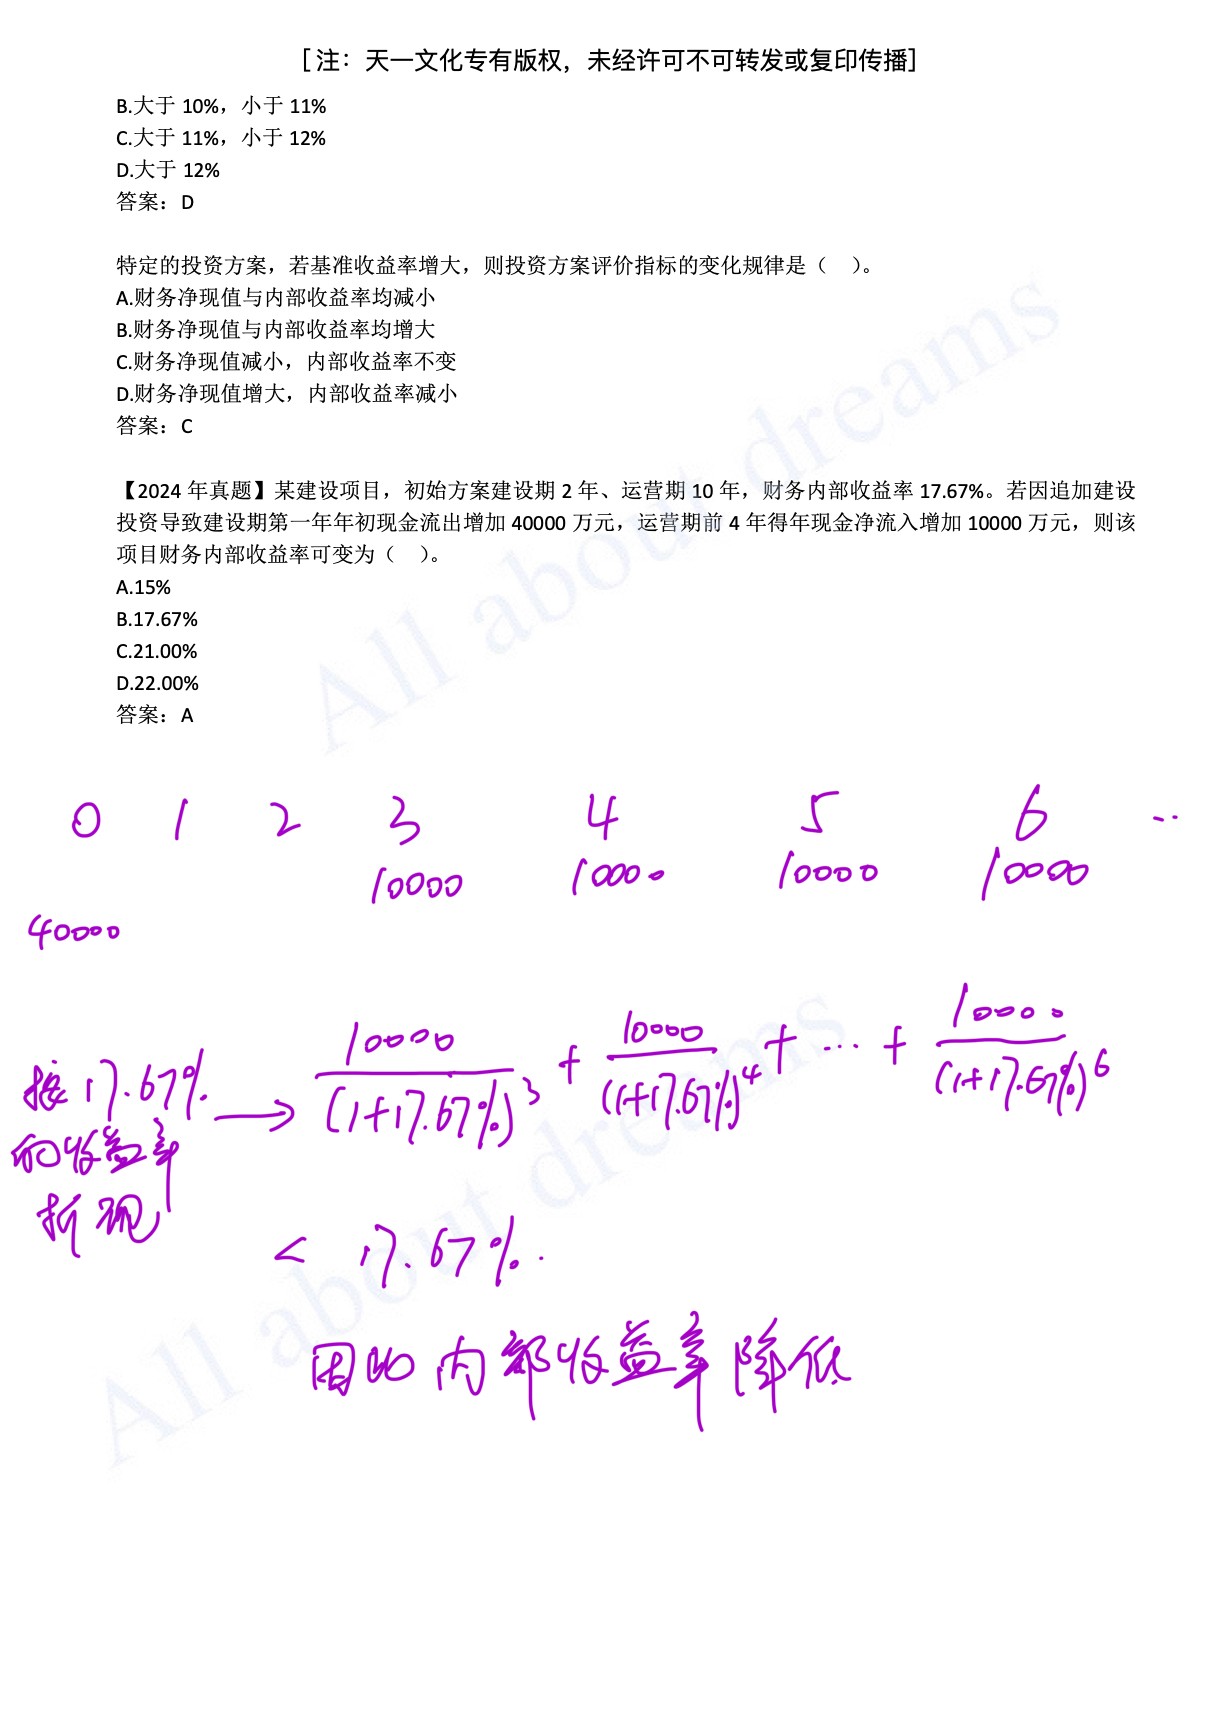 [注：天一文化专有版权，未经许可不可转发或复印传播]
B.大于 10%，小于 11%
C.大于 11%，小于 12%
D.大于 12%
答案：D
特定的投资方案，若基准收益率增大，则投资方案评价指标的变化规律是（ ）。
A.财务净现值与内部收益率均减小
B.财务净现值与内部收益率均增大
C.财务净现值减小，内部收益率不变
D.财务净现值增大，内部收益率减小
答案：C
【2024 年真题】某建设项目，初始方案建设期 2 年、运营期 10 年，财务内部收益率 17.67%。若因追加建设
投资导致建设期第一年年初现金流出增加 40000 万元，运营期前 4 年得年现金净流入增加 10000 万元，则该
项目财务内部收益率可变为（ ）。
A.15%
B.17.67%
C.21.00%
D.22.00%
答案：A
All about dreams
0 1 2 3 4 5 6 ..
10000 10000 10000 10000
40000
10000 10000 10000
按 17.67% → (1+17.67%)³ + (1+17.67%)⁴ + … + (1+17.67%)⁶
的收益率
折现
< 17.67%.
因此内部收益率降低
All about dreams